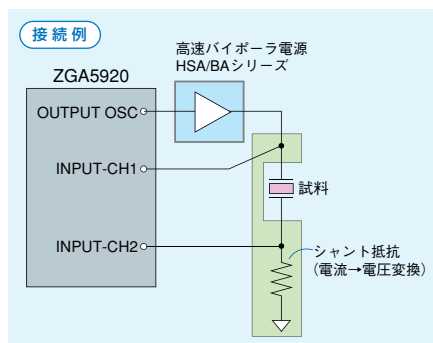 接続例
高速バイポーラ電源
HSA/BAシリーズ
ZGA5920
OUTPUT OSC
INPUT-CH1
試料
INPUT-CH2
シャント抵抗
(電流→電圧変換)